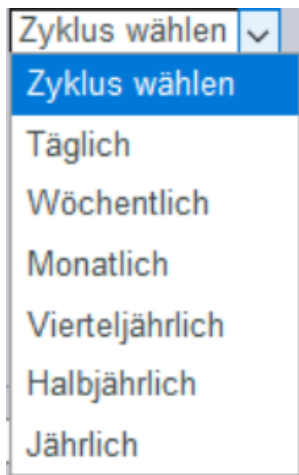 Zyklus wählen
Zyklus wählen
Täglich
Wöchentlich
Monatlich
Vierteljährlich
Halbjährlich
Jährlich